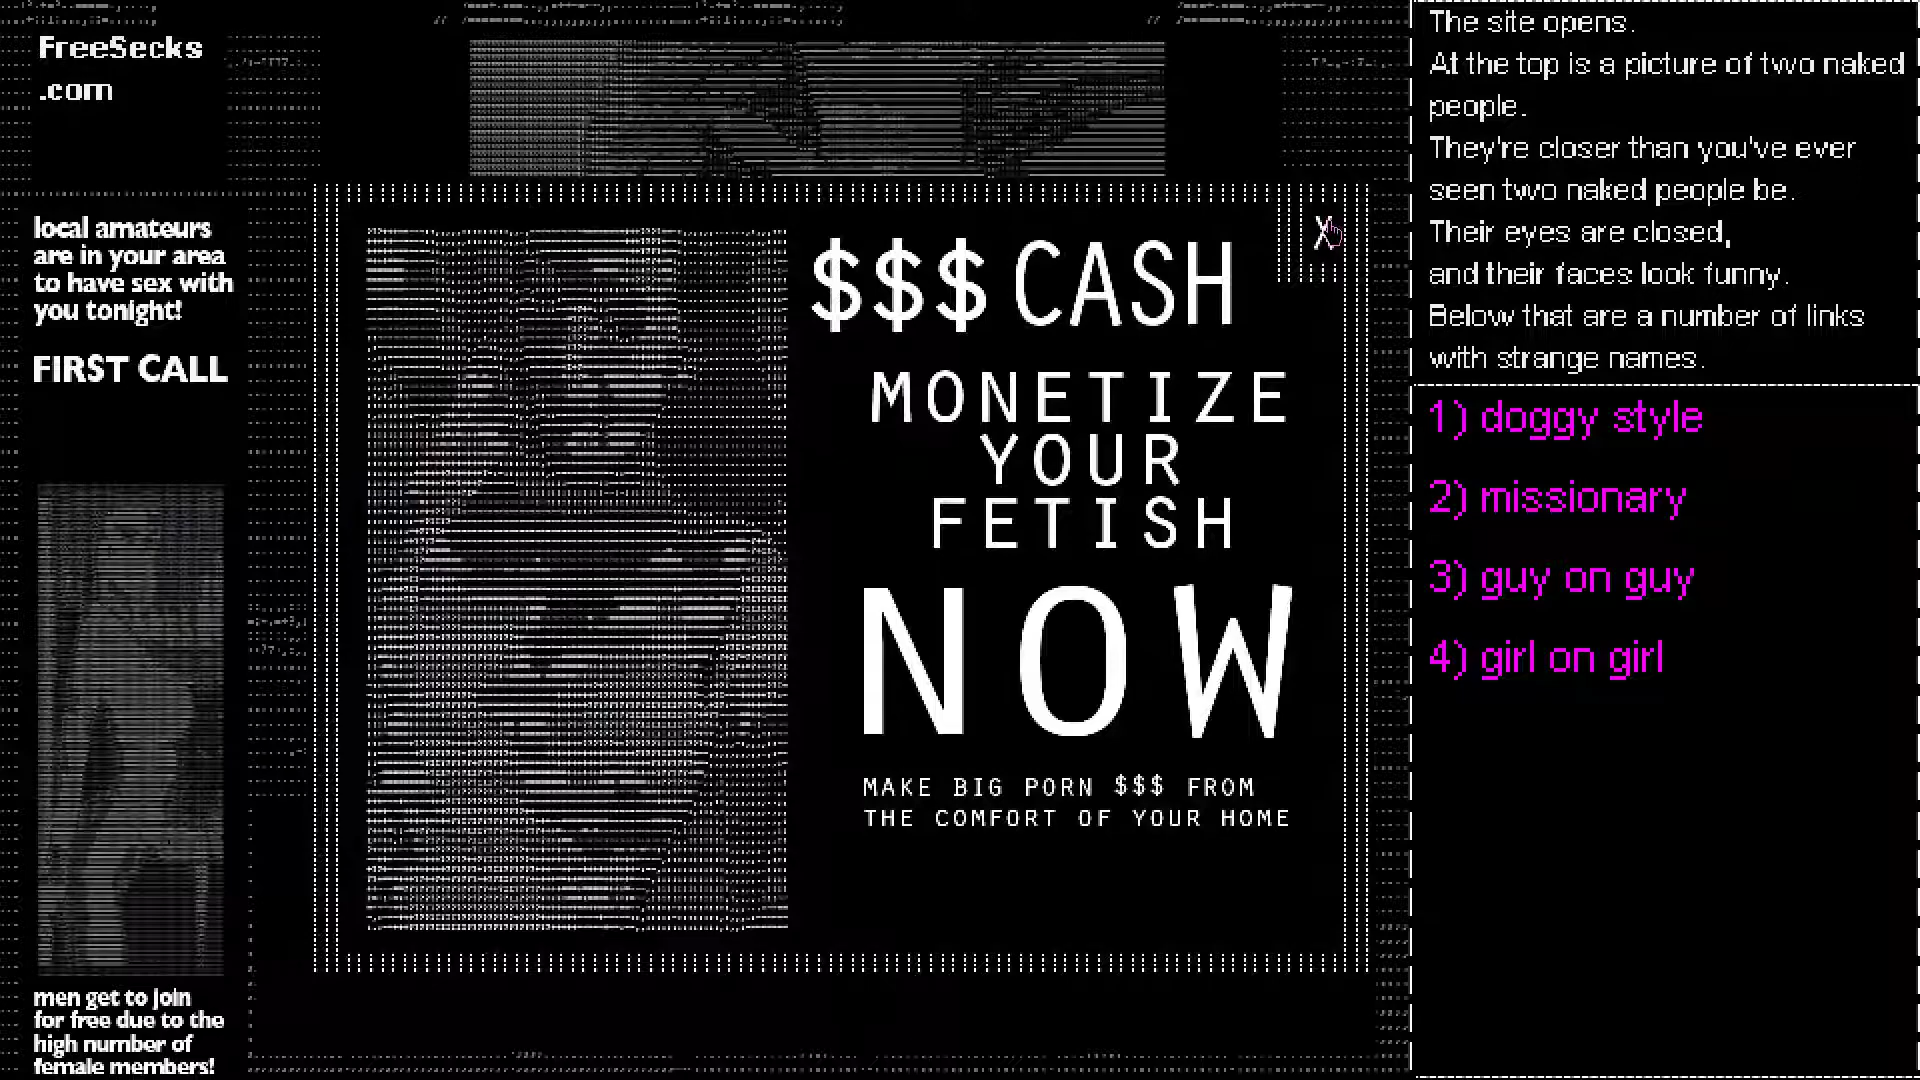 FreeSecks
.com
local amateurs
are in your area
to have sex with
you tonight!
FIRST CALL
men get to join
for free due to the
high number of
female members!
X
$$$ CASH
MONETIZE
YOUR
FETISH
NOW
MAKE BIG PORN $$$ FROM
THE COMFORT OF YOUR HOME
The site opens.
At the top is a picture of two naked
people.
They're closer than you've ever
seen two naked people be.
Their eyes are closed,
and their faces look funny.
Below that are a number of links
with strange names.
1) doggy style
2) missionary
3) guy on guy
4) girl on girl